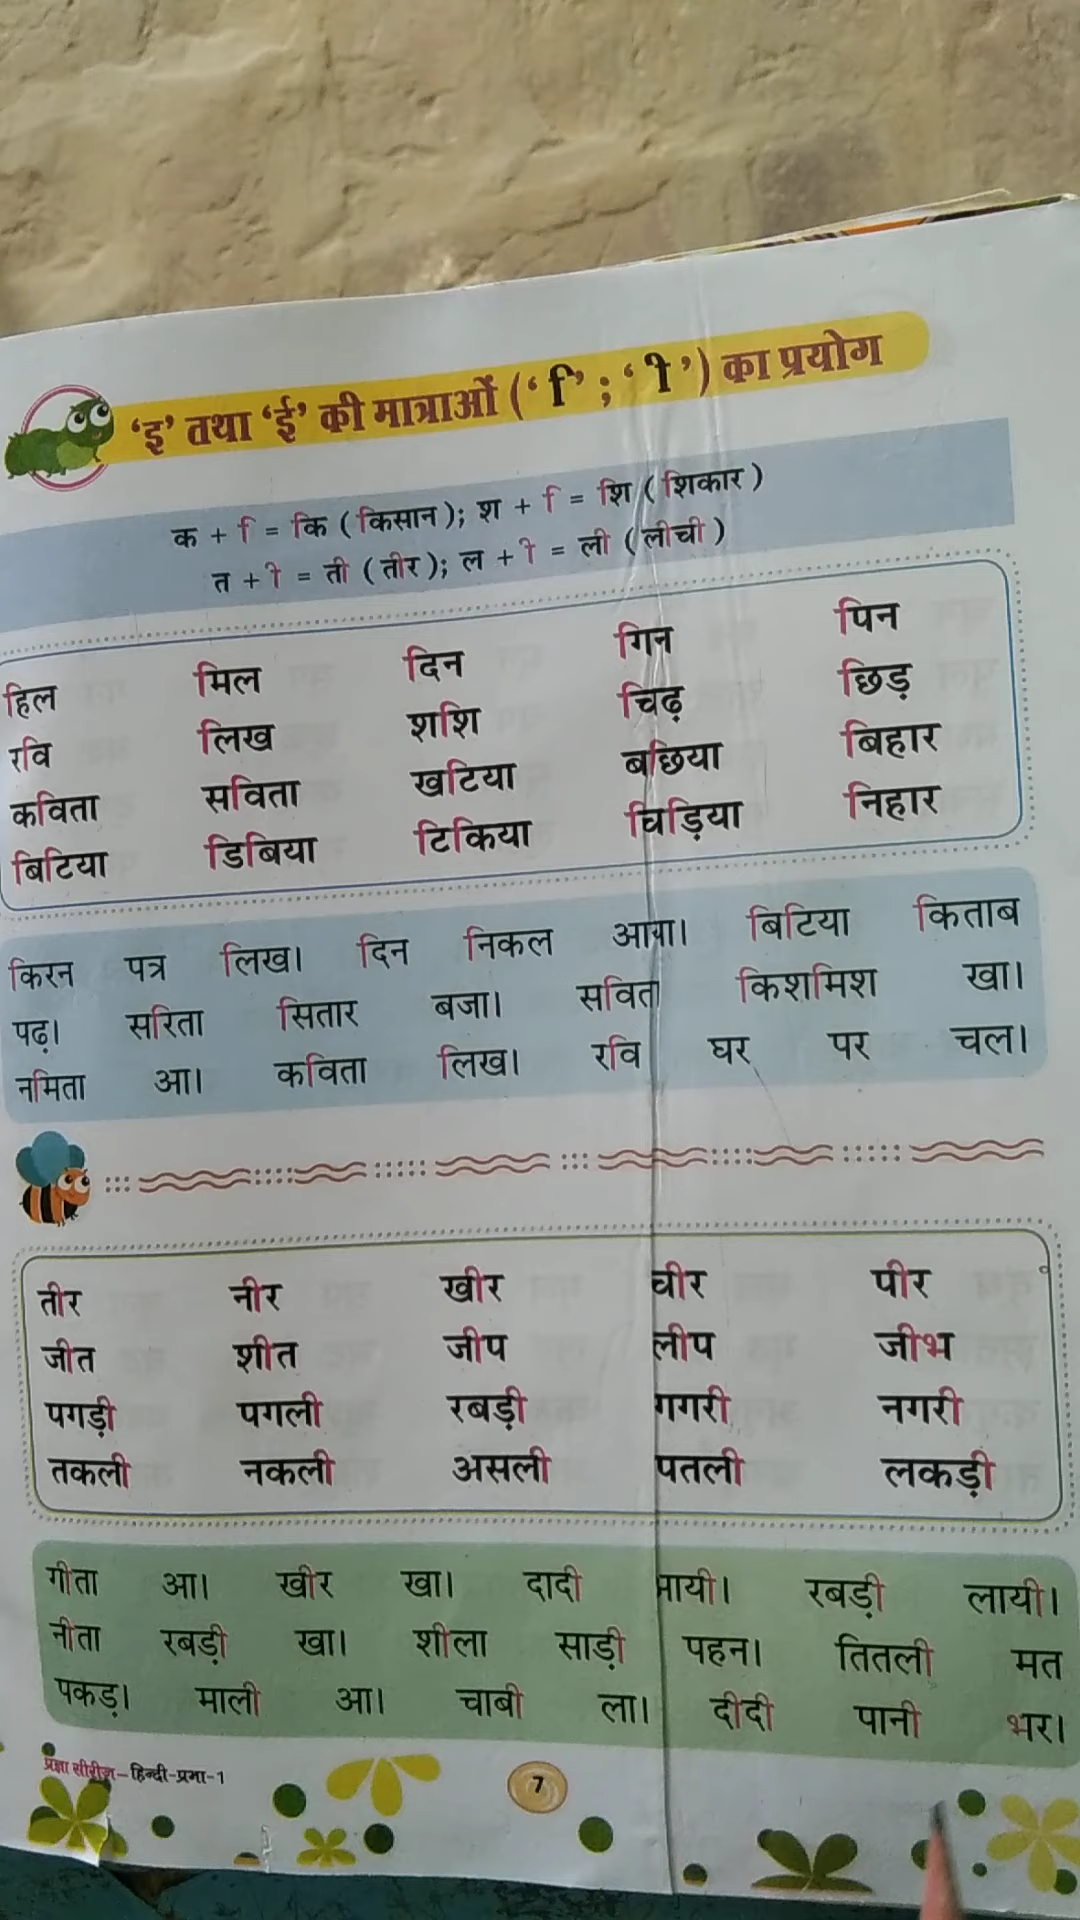 'इ' तथा 'ई' की मात्राओं ('ि' ; 'ी') का प्रयोग
क + ि = कि (किसान); श + ि = शि (शिकार)
त + ी = ती (तीर); ल + ी = ली (लीची)
हिल मिल दिन गिन पिन
रवि लिख शशि चिढ़ छिड़
कविता सविता खटिया बछिया बिहार
बिटिया डिबिया टिकिया चिड़िया निहार
किरन पत्र लिख। दिन निकल आया। बिटिया किताब
पढ़। सरिता सितार बजा। सविता किशमिश खा।
नमिता आ। कविता लिख। रवि घर पर चल।
तीर नीर खीर चीर पीर
जीत शीत जीप लीप जीभ
पगड़ी पगली रबड़ी गगरी नगरी
तकली नकली असली पतली लकड़ी
गीता आ। खीर खा। दादी आयी। रबड़ी लायी।
नीता रबड़ी खा। शीला साड़ी पहन। तितली मत
पकड़। माली आ। चाबी ला। दीदी पानी भर।
प्रज्ञा सीरीज़–हिन्दी-प्रभा-1
7